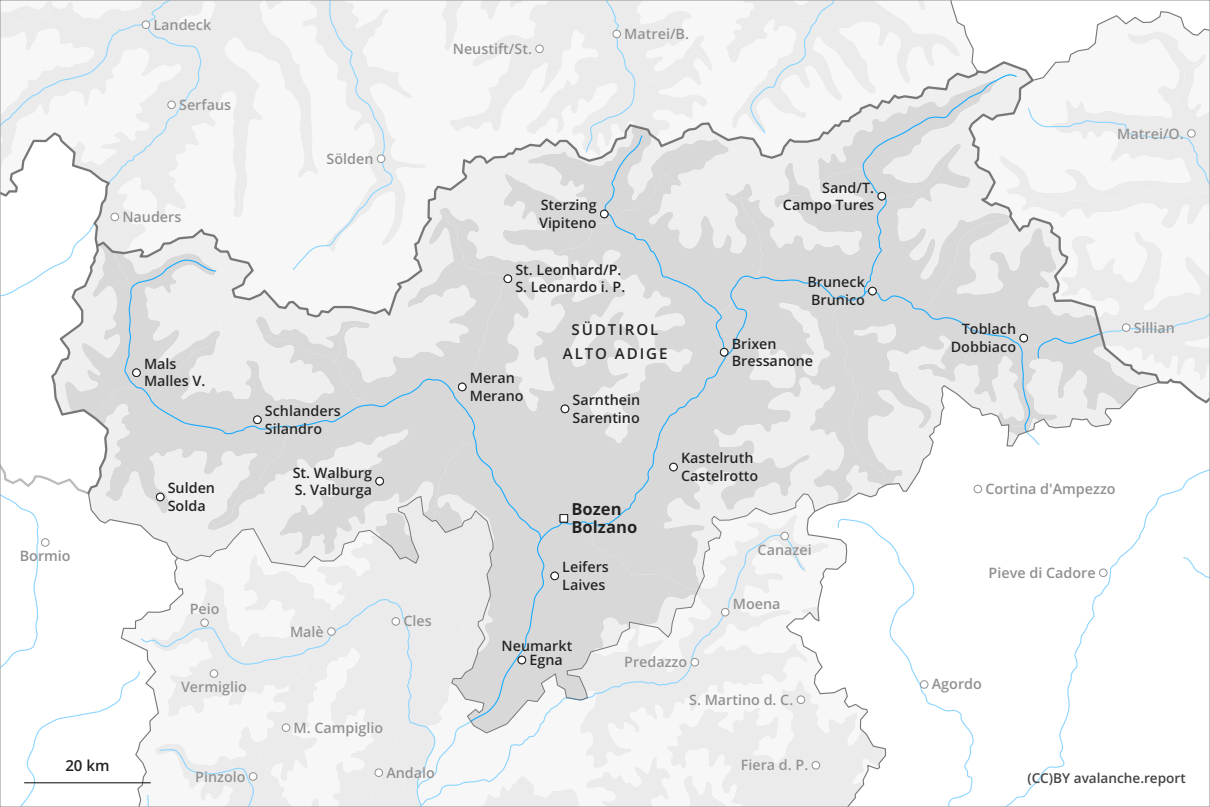 Landeck
Neustift/St.
Matrei/B.
Serfaus
Matrei/O.
Sölden
Nauders
Sand/T.
Campo Tures
Sterzing
Vipiteno
St. Leonhard/P.
S. Leonardo i. P.
Bruneck
Brunico
SÜDTIROL
ALTO ADIGE
Toblach
Dobbiaco
Sillian
Brixen
Bressanone
Mals
Malles V.
Meran
Merano
Sarnthein
Sarentino
Schlanders
Silandro
Kastelruth
Castelrotto
St. Walburg
S. Valburga
Sulden
Solda
Cortina d'Ampezzo
Bozen
Bolzano
Bormio
Canazei
Leifers
Laives
Pieve di Cadore
Peio
Malè
Cles
Moena
Neumarkt
Egna
Predazzo
Vermiglio
Agordo
S. Martino d. C.
M. Campiglio
20 km
Pinzolo
Andalo
Fiera d. P.
(CC)BY avalanche.report